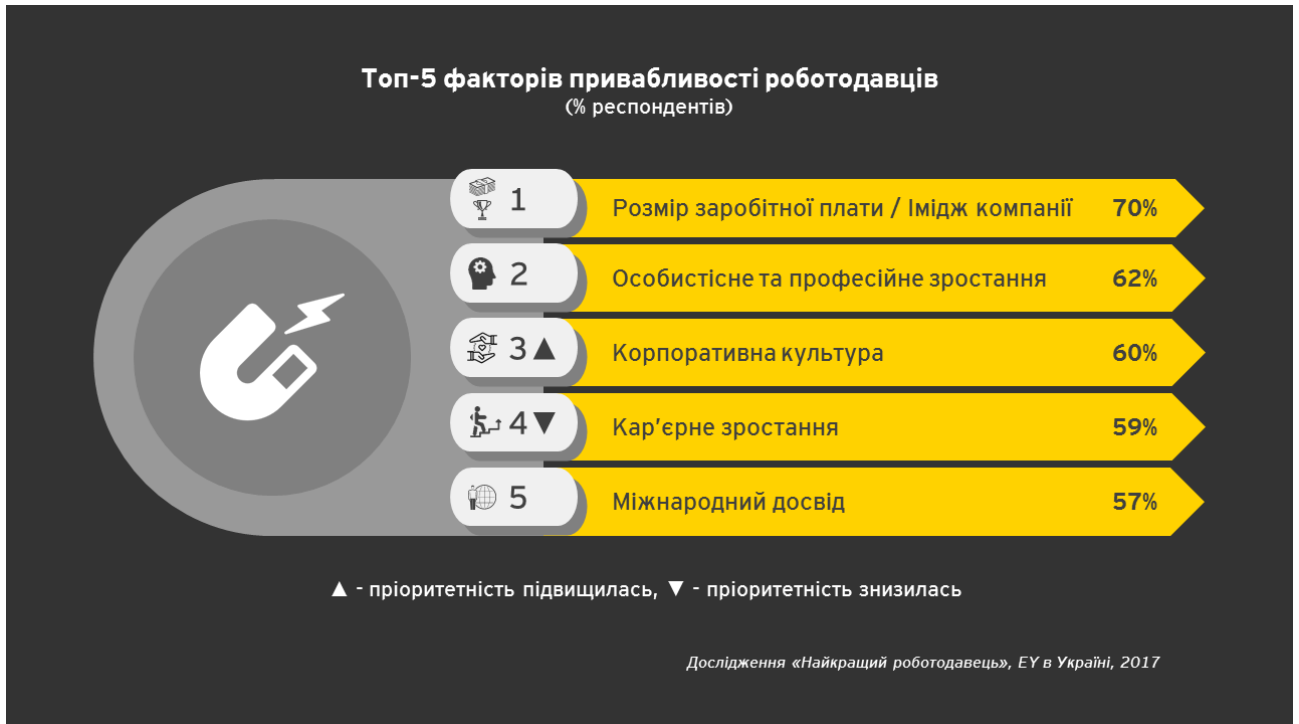 Топ-5 факторів привабливості роботодавців
(% респондентів)
1 Розмір заробітної плати / Імідж компанії 70%
2 Особистісне та професійне зростання 62%
3 ▲ Корпоративна культура 60%
4 ▼ Кар’єрне зростання 59%
5 Міжнародний досвід 57%
▲ - пріоритетність підвищилась, ▼ - пріоритетність знизилась
Дослідження «Найкращий роботодавець», EY в Україні, 2017